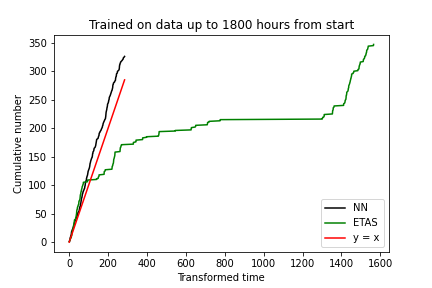 Trained on data up to 1800 hours from start
Cumulative number
350
300
250
200
150
100
50
0
0 200 400 600 800 1000 1200 1400 1600
Transformed time
NN
ETAS
y = x